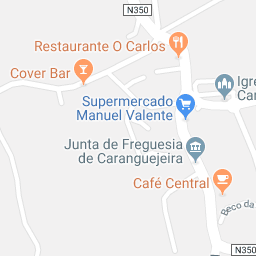 N350
Restaurante O Carlos
Cover Bar
Igre
Car
Supermercado
Manuel Valente
Junta de Freguesia
de Caranguejeira
Café Central
Beco da
N350